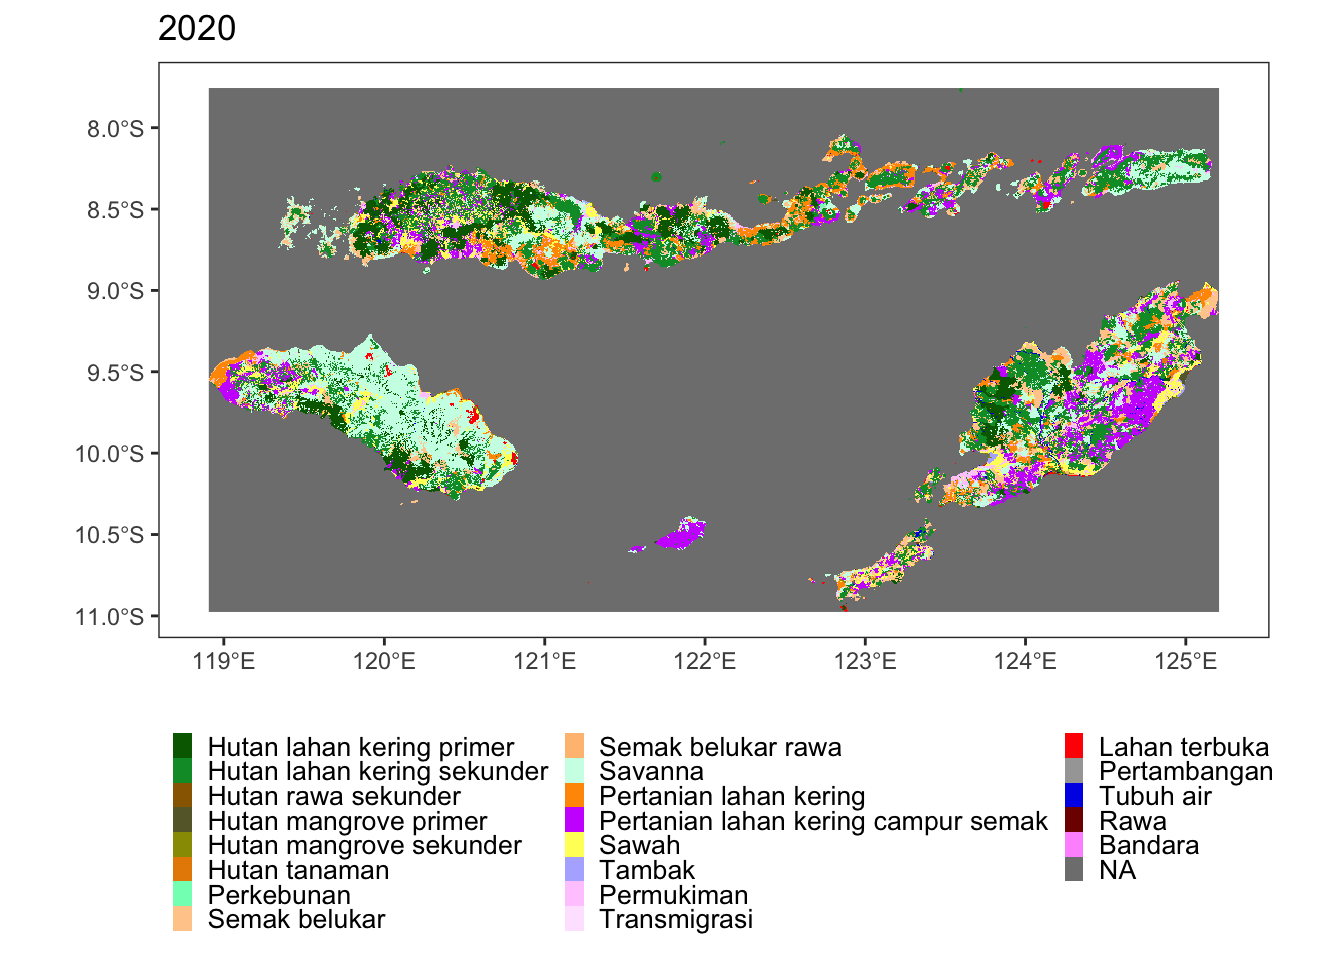 2020
8.0°S
8.5°S
9.0°S
9.5°S
10.0°S
10.5°S
11.0°S
119°E 120°E 121°E 122°E 123°E 124°E 125°E
Hutan lahan kering primer
Hutan lahan kering sekunder
Hutan rawa sekunder
Hutan mangrove primer
Hutan mangrove sekunder
Hutan tanaman
Perkebunan
Semak belukar
Semak belukar rawa
Savanna
Pertanian lahan kering
Pertanian lahan kering campur semak
Sawah
Tambak
Permukiman
Transmigrasi
Lahan terbuka
Pertambangan
Tubuh air
Rawa
Bandara
NA